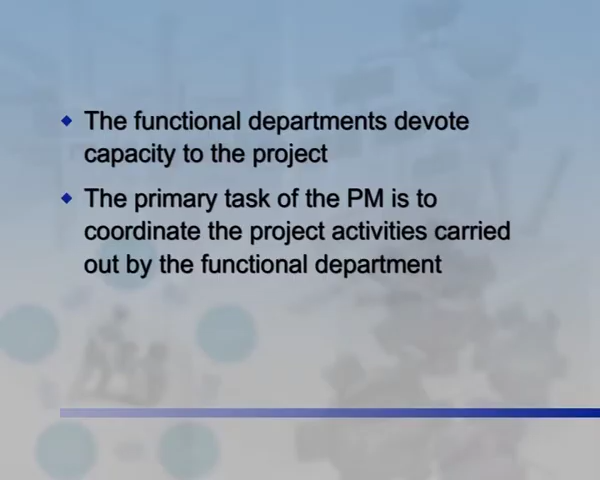 The functional departments devote
capacity to the project
The primary task of the PM is to
coordinate the project activities carried
out by the functional department